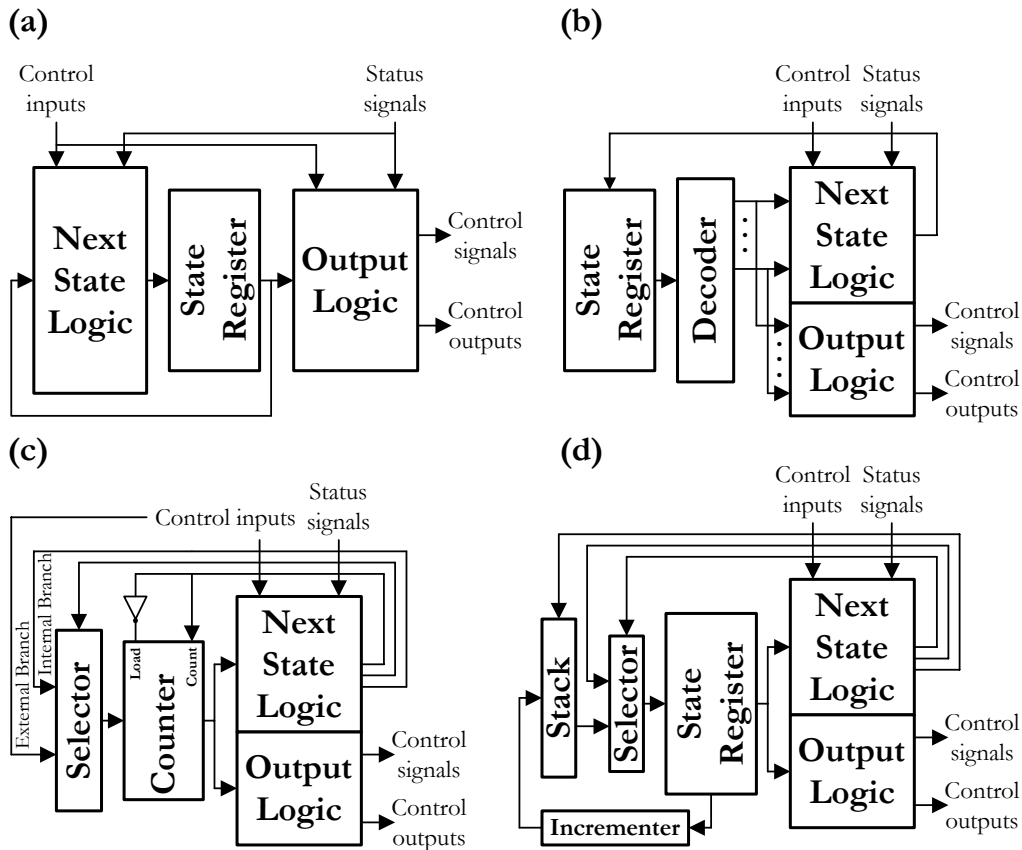 (a)
Control
inputs
Status
signals
Next
State
Logic
State
Register
Output
Logic
Control
signals
Control
outputs
(b)
Control
inputs
Status
signals
State
Register
Decoder
Next
State
Logic
Output
Logic
Control
signals
Control
outputs
(c)
Control inputs
Status
signals
External Branch
Internal Branch
Selector
Load
Count
Counter
Next
State
Logic
Output
Logic
Control
signals
Control
outputs
(d)
Control
inputs
Status
signals
Stack
Selector
State
Register
Incrementer
Next
State
Logic
Output
Logic
Control
signals
Control
outputs